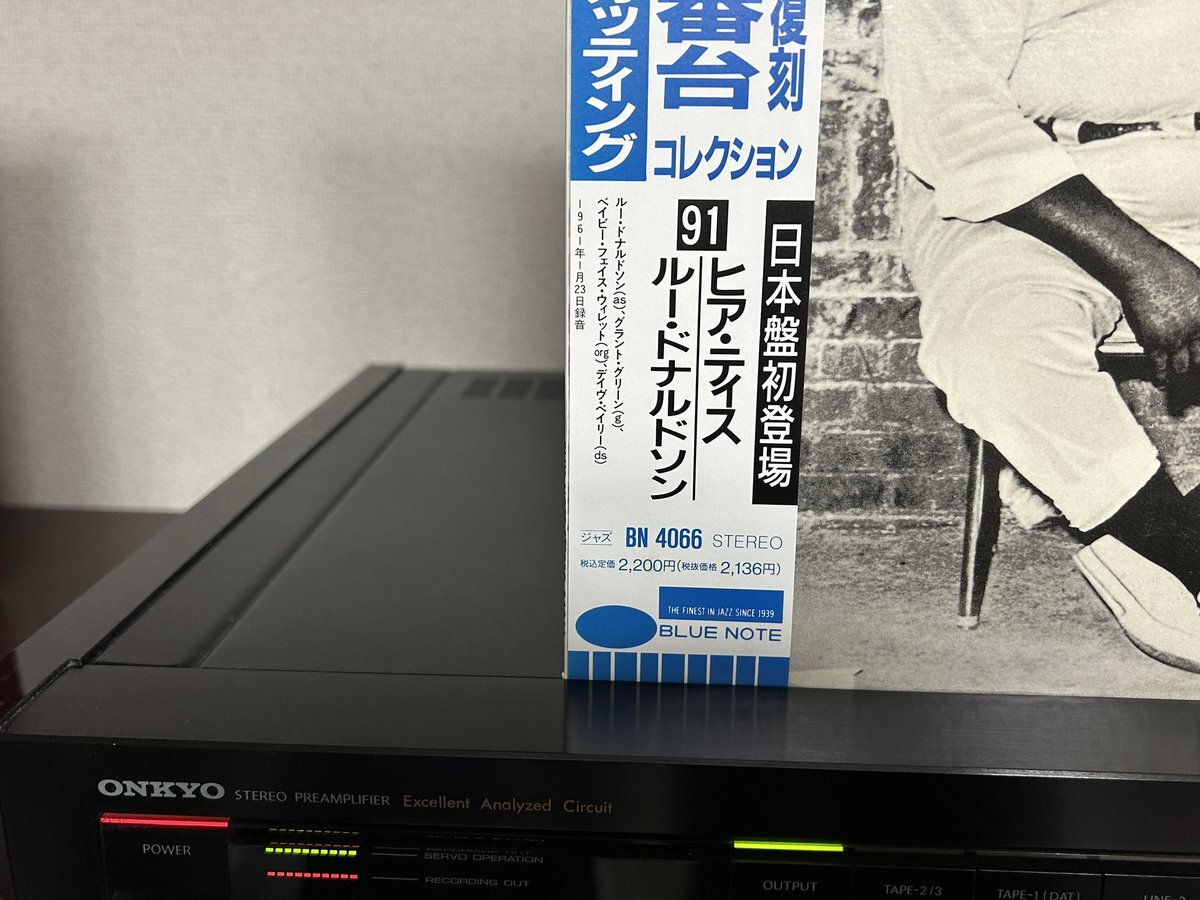 復刻
番台
コレクション
ッティング
日本盤初登場
91
ヒア・ティス
ルー・ドナルドソン
ルー・ドナルドソン(as)、グラント・グリーン(g)、
ベイビー・フェイス・ウィレット(org)、デイヴ・ベイリー(ds)
1961年1月23日録音
ジャズ BN 4066 STEREO
税込定価2,200円(税抜価格2,136円)
THE FINEST IN JAZZ SINCE 1939
BLUE NOTE
ONKYO STEREO PREAMPLIFIER Excellent Analyzed Circuit
POWER
SERVO OPERATION
RECORDING OUT
OUTPUT
TAPE-2/3
TAPE-1(DAT)